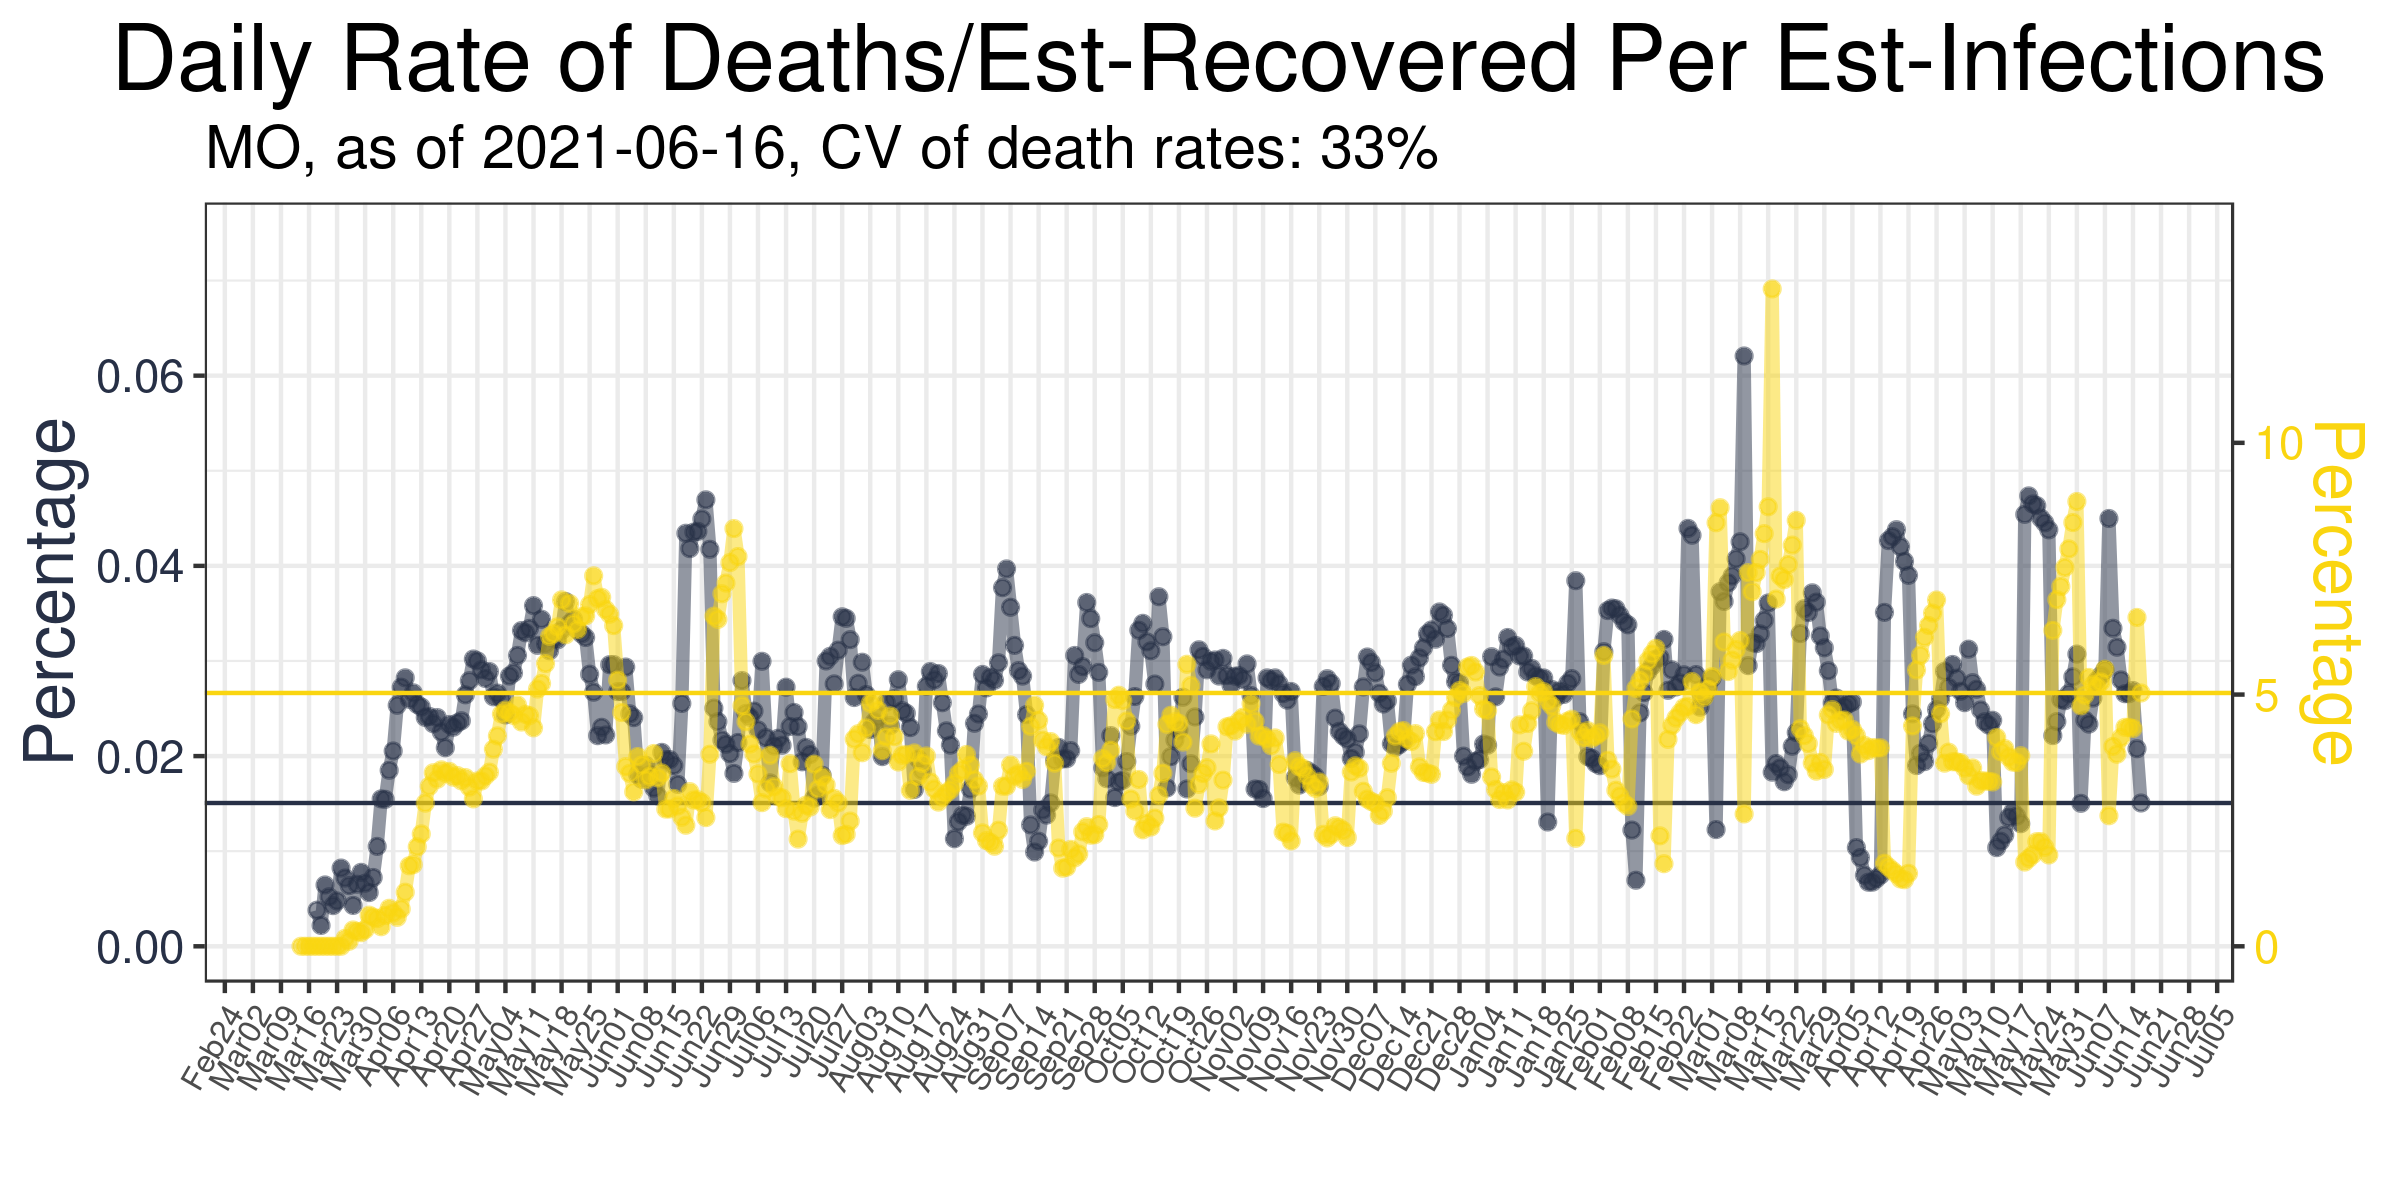 Daily Rate of Deaths/Est-Recovered Per Est-Infections
MO, as of 2021-06-16, CV of death rates: 33%
Percentage
0.06
0.04
0.02
0.00
10
5
0
Percentage
Feb24
Mar02
Mar09
Mar16
Mar23
Mar30
Apr06
Apr13
Apr20
Apr27
May04
May11
May18
May25
Jun01
Jun08
Jun15
Jun22
Jun29
Jul06
Jul13
Jul20
Jul27
Aug03
Aug10
Aug17
Aug24
Aug31
Sep07
Sep14
Sep21
Sep28
Oct05
Oct12
Oct19
Oct26
Nov02
Nov09
Nov16
Nov23
Nov30
Dec07
Dec14
Dec21
Dec28
Jan04
Jan11
Jan18
Jan25
Feb01
Feb08
Feb15
Feb22
Mar01
Mar08
Mar15
Mar22
Mar29
Apr05
Apr12
Apr19
Apr26
May03
May10
May17
May24
May31
Jun07
Jun14
Jun21
Jun28
Jul05